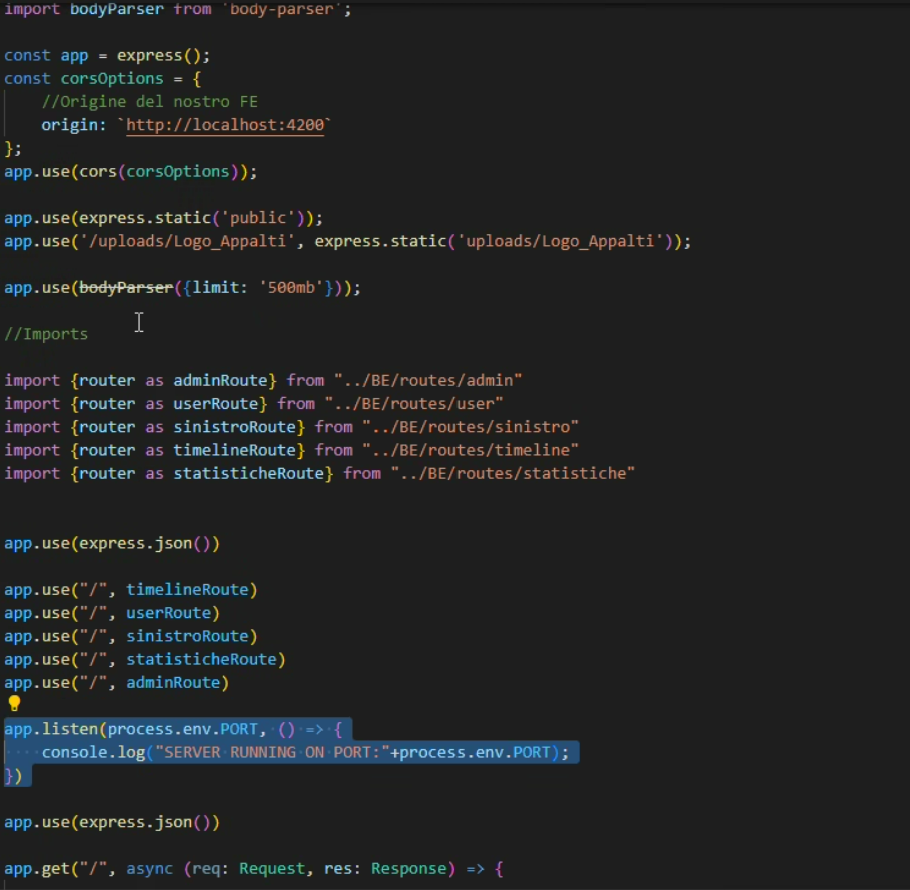 import bodyParser from 'body-parser';
const app = express();
const corsOptions = {
//Origine del nostro FE
origin: `http://localhost:4200`
};
app.use(cors(corsOptions));
app.use(express.static('public'));
app.use('/uploads/Logo_Appalti', express.static('uploads/Logo_Appalti'));
app.use(bodyParser({limit: '500mb'}));
//Imports
import {router as adminRoute} from "../BE/routes/admin"
import {router as userRoute} from "../BE/routes/user"
import {router as sinistroRoute} from "../BE/routes/sinistro"
import {router as timelineRoute} from "../BE/routes/timeline"
import {router as statisticheRoute} from "../BE/routes/statistiche"
app.use(express.json())
app.use("/", timelineRoute)
app.use("/", userRoute)
app.use("/", sinistroRoute)
app.use("/", statisticheRoute)
app.use("/", adminRoute)
app.listen(process.env.PORT, () => {
console.log("SERVER RUNNING ON PORT:"+process.env.PORT);
})
app.use(express.json())
app.get("/", async (req: Request, res: Response) => {